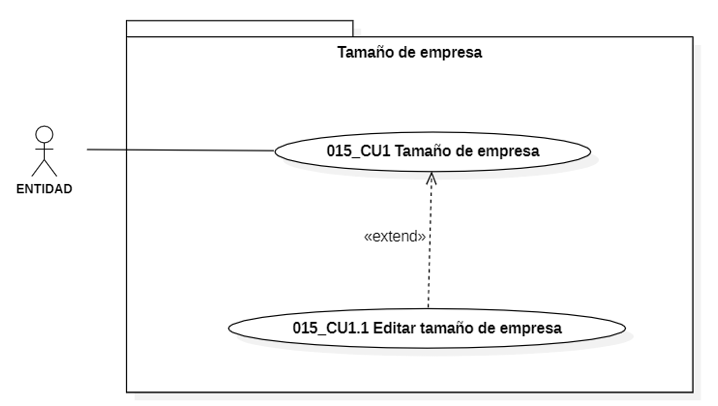 Tamaño de empresa
015_CU1 Tamaño de empresa
ENTIDAD
«extend»
015_CU1.1 Editar tamaño de empresa